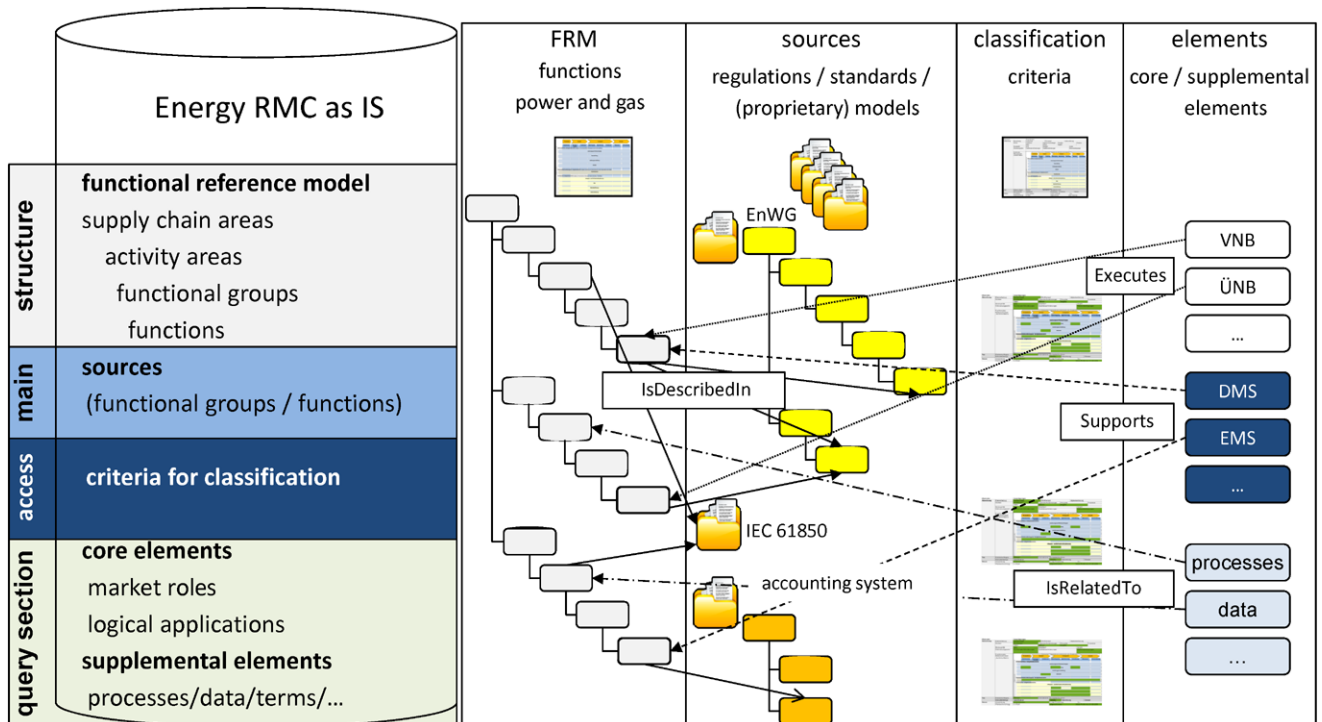 Energy RMC as IS
structure
functional reference model
supply chain areas
activity areas
functional groups
functions
main
sources
(functional groups / functions)
access
criteria for classification
query section
core elements
market roles
logical applications
supplemental elements
processes/data/terms/...
FRM
functions
power and gas
sources
regulations / standards /
(proprietary) models
classification
criteria
elements
core / supplemental
elements
EnWG
IsDescribedIn
IEC 61850
accounting system
Executes
Supports
IsRelatedTo
VNB
ÜNB
...
DMS
EMS
...
processes
data
...